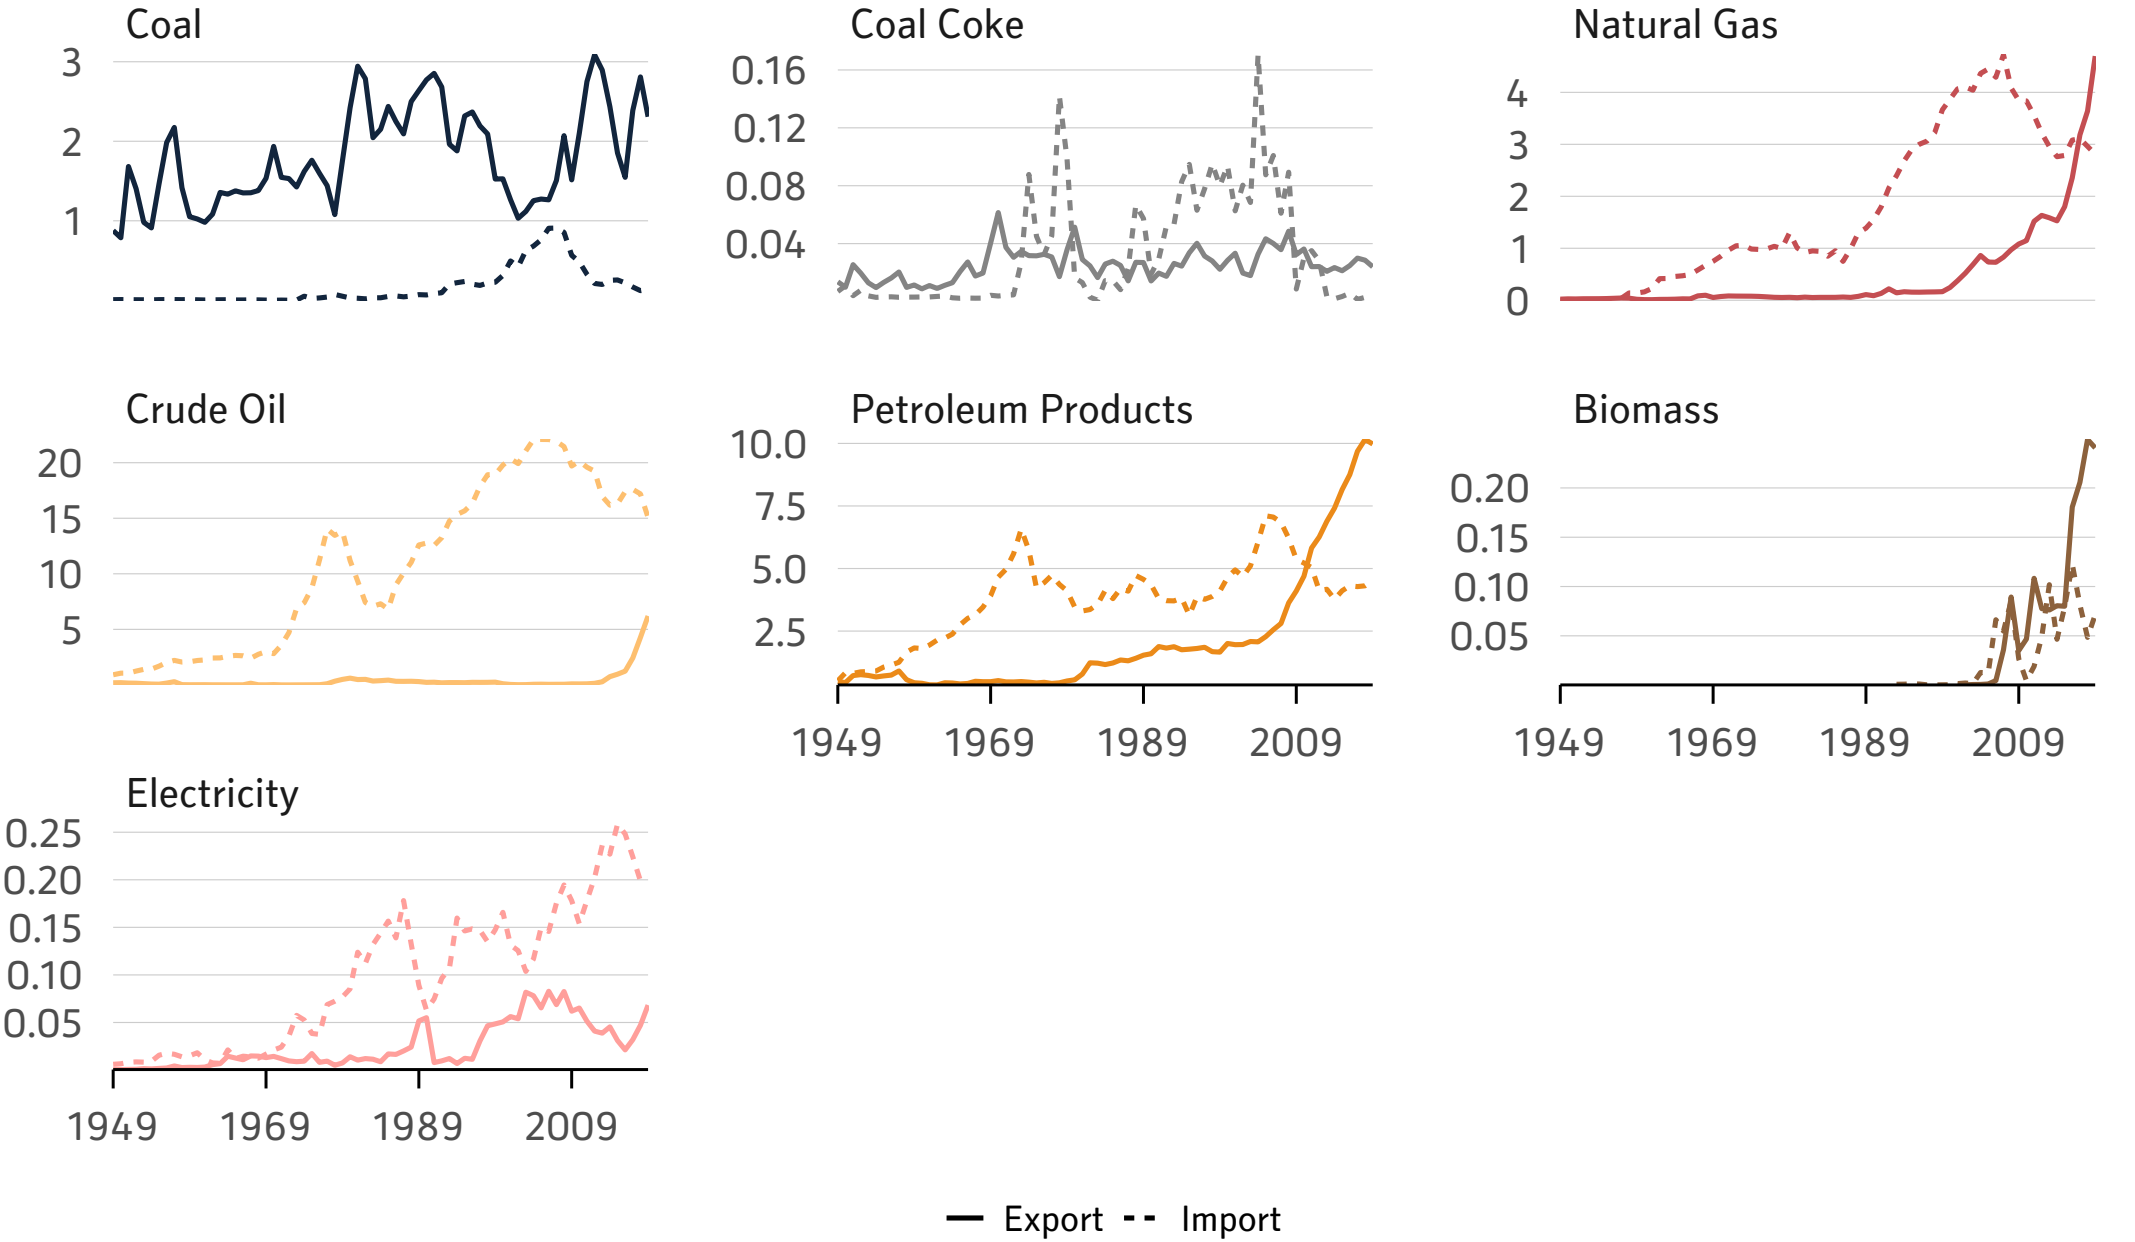 Coal
3
2
1
Coal Coke
0.16
0.12
0.08
0.04
Natural Gas
4
3
2
1
0
Crude Oil
20
15
10
5
Petroleum Products
10.0
7.5
5.0
2.5
1949 1969 1989 2009
Biomass
0.20
0.15
0.10
0.05
1949 1969 1989 2009
Electricity
0.25
0.20
0.15
0.10
0.05
1949 1969 1989 2009
Export Import